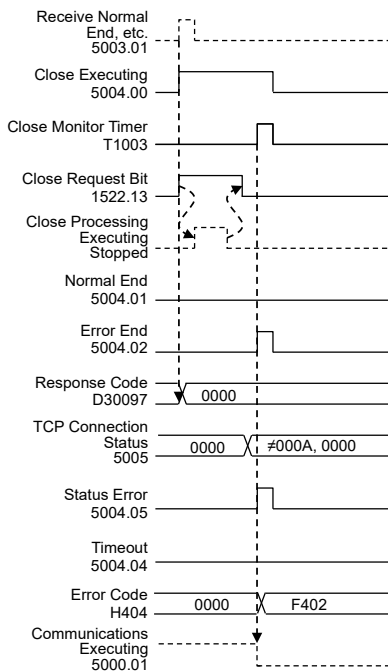 Receive Normal
End, etc.
5003.01
Close Executing
5004.00
Close Monitor Timer
T1003
Close Request Bit
1522.13
Close Processing
Executing
Stopped
Normal End
5004.01
Error End
5004.02
Response Code
D30097
0000
TCP Connection
Status
5005
0000
≠000A, 0000
Status Error
5004.05
Timeout
5004.04
Error Code
H404
0000
F402
Communications
Executing
5000.01